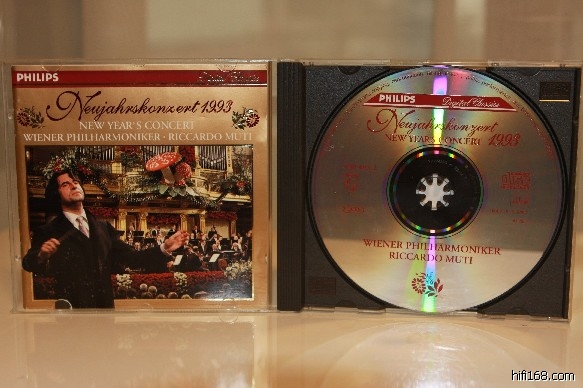 PHILIPS
Neujahrskonzert 1993
NEW YEAR'S CONCERT
WIENER PHILHARMONIKER · RICCARDO MUTI
PHILIPS
Digital Classics
Neujahrskonzert
NEW YEAR'S CONCERT 1993
WIENER PHILHARMONIKER
RICCARDO MUTI
hifi168.com